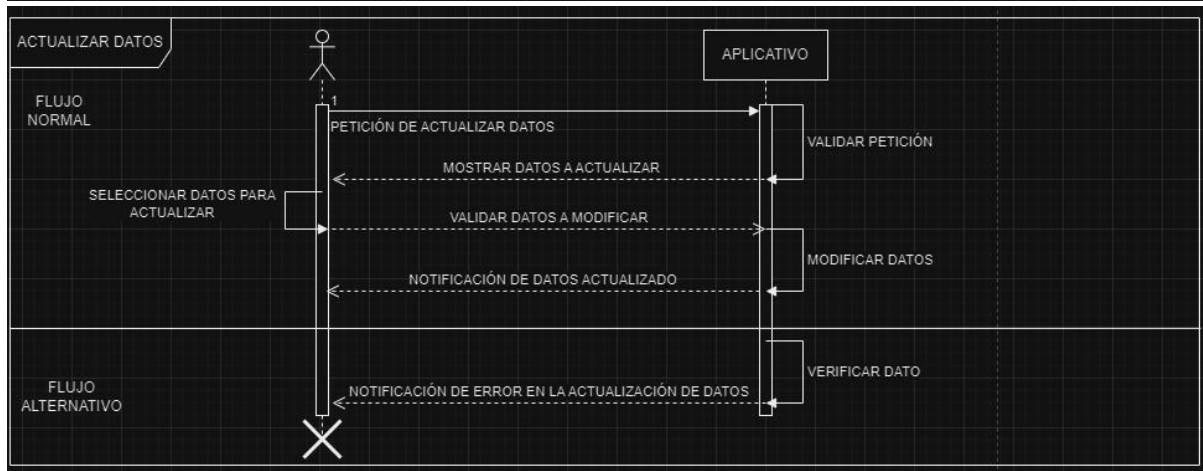 ACTUALIZAR DATOS
APLICATIVO
FLUJO
NORMAL
1
PETICIÓN DE ACTUALIZAR DATOS
VALIDAR PETICIÓN
MOSTRAR DATOS A ACTUALIZAR
SELECCIONAR DATOS PARA
ACTUALIZAR
VALIDAR DATOS A MODIFICAR
MODIFICAR DATOS
NOTIFICACIÓN DE DATOS ACTUALIZADO
VERIFICAR DATO
FLUJO
ALTERNATIVO
NOTIFICACIÓN DE ERROR EN LA ACTUALIZACIÓN DE DATOS